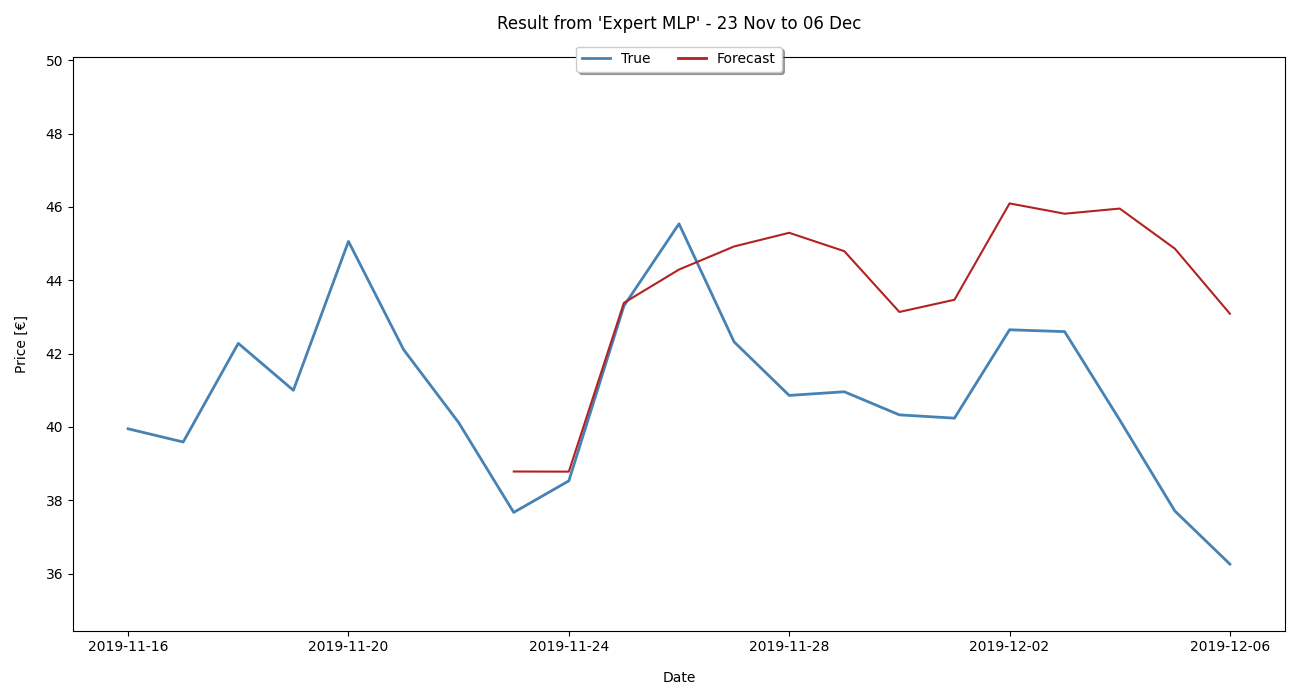 Result from 'Expert MLP' - 23 Nov to 06 Dec
True Forecast
50
48
46
44
42
40
38
36
Price [€]
2019-11-16 2019-11-20 2019-11-24 2019-11-28 2019-12-02 2019-12-06
Date